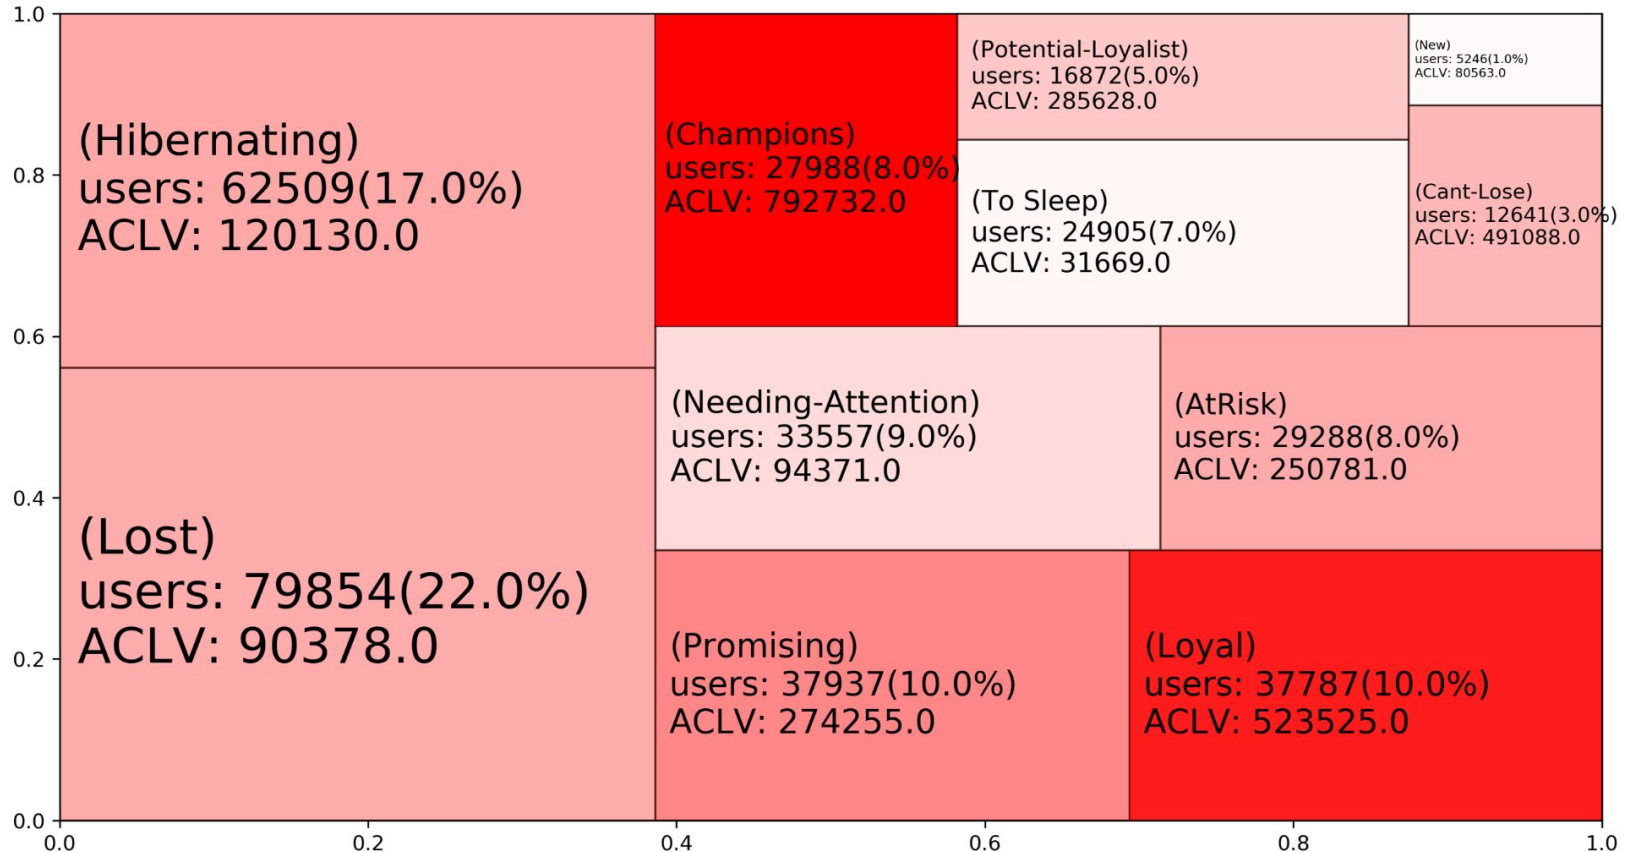 1.0
0.8
0.6
0.4
0.2
0.0
(Hibernating)
users: 62509(17.0%)
ACLV: 120130.0
(Lost)
users: 79854(22.0%)
ACLV: 90378.0
(Champions)
users: 27988(8.0%)
ACLV: 792732.0
(Potential-Loyalist)
users: 16872(5.0%)
ACLV: 285628.0
(New)
users: 5246(1.0%)
ACLV: 80563.0
(To Sleep)
users: 24905(7.0%)
ACLV: 31669.0
(Cant-Lose)
users: 12641(3.0%)
ACLV: 491088.0
(Needing-Attention)
users: 33557(9.0%)
ACLV: 94371.0
(AtRisk)
users: 29288(8.0%)
ACLV: 250781.0
(Promising)
users: 37937(10.0%)
ACLV: 274255.0
(Loyal)
users: 37787(10.0%)
ACLV: 523525.0
0.0 0.2 0.4 0.6 0.8 1.0